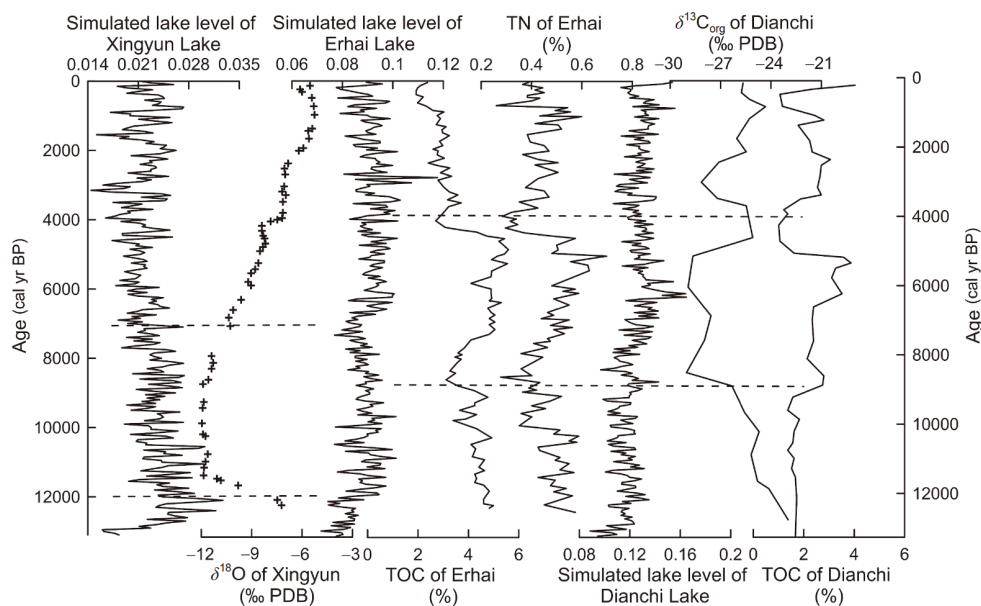 Simulated lake level of
Xingyun Lake
Simulated lake level of
Erhai Lake
TN of Erhai
(%)
δ¹³Corg of Dianchi
(‰ PDB)
0.014 0.021 0.028 0.035
0.06 0.08 0.1 0.12
0.2 0.4 0.6 0.8
−30 −27 −24 −21
0
2000
4000
6000
8000
10000
12000
Age (cal yr BP)
0
2000
4000
6000
8000
10000
12000
Age (cal yr BP)
−12 −9 −6 −3
0 2 4 6
0.08 0.12 0.16 0.2
0 2 4 6
δ¹⁸O of Xingyun
(‰ PDB)
TOC of Erhai
(%)
Simulated lake level of
Dianchi Lake
TOC of Dianchi
(%)